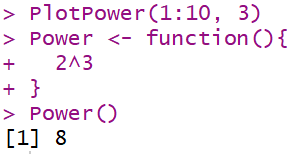 > PlotPower(1:10, 3)
> Power <- function(){
+   2^3
+ }
> Power()
[1] 8